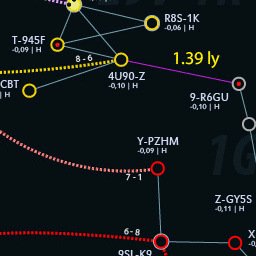 R8S-1K
-0,06 | H
T-945F
-0,09 | H
1.39 ly
8 - 6
4U90-Z
-0,10 | H
CBT
| H
9-R6GU
-0,10 | H
Y-PZHM
-0,09 | H
7 - 1
Z-GY5S
-0,11 | H
6 - 8
X
-0,
9SL-K9